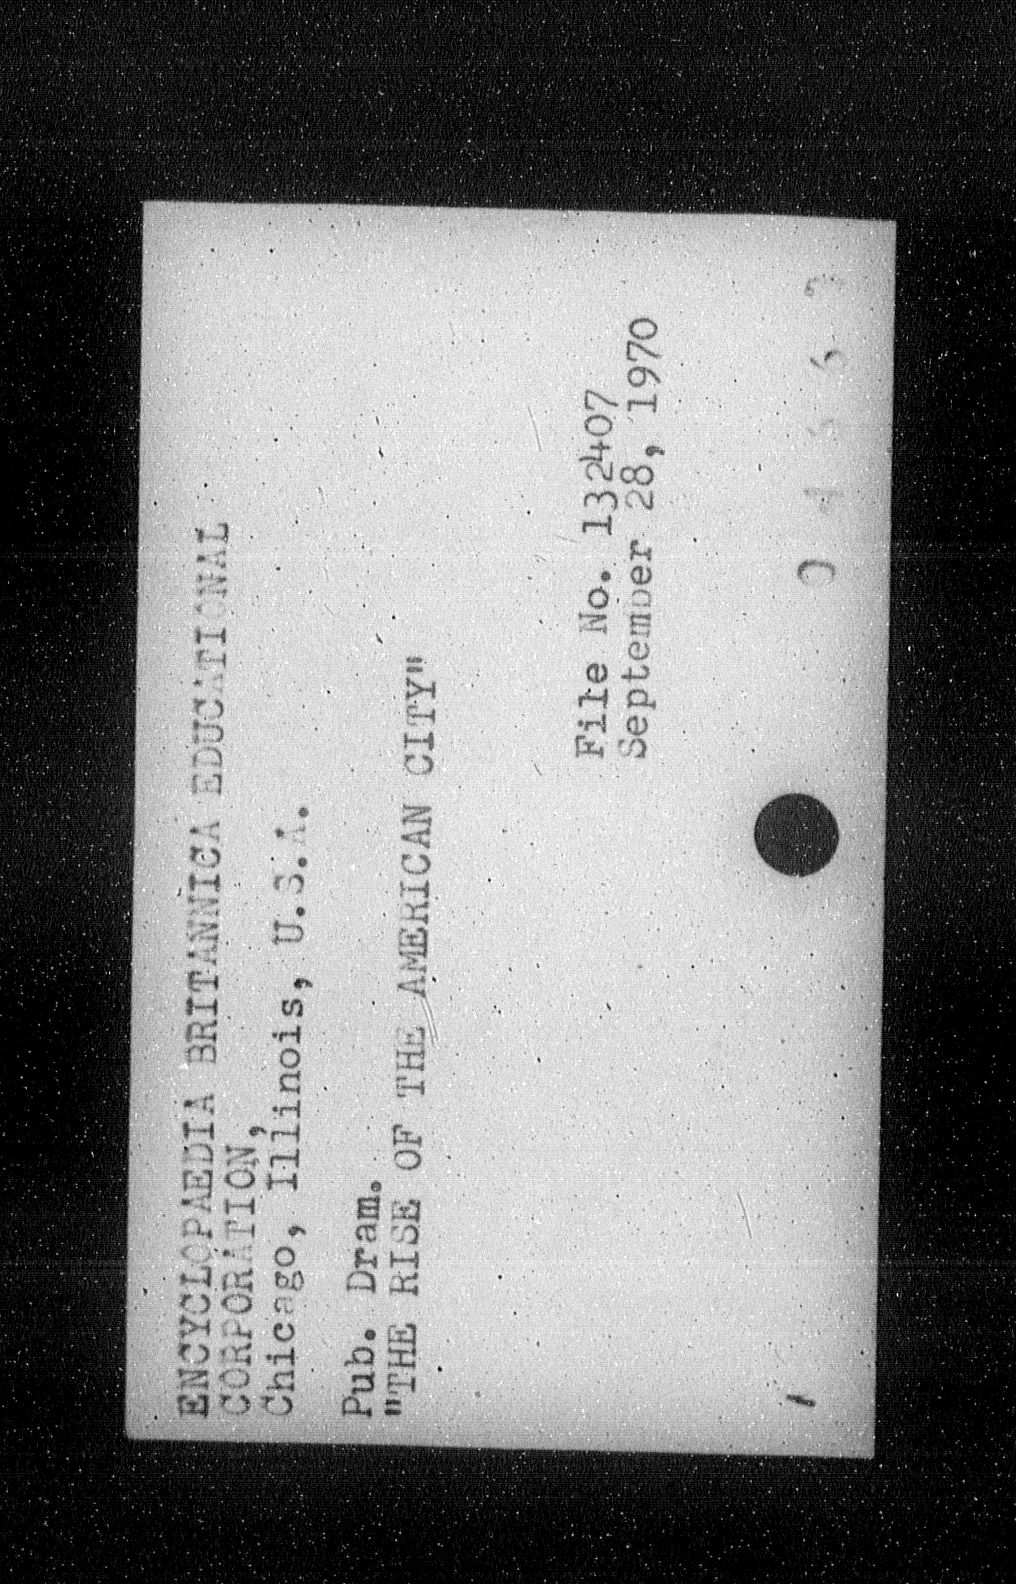 ENCYCLOPAEDIA BRITANNICA EDUCATIONAL
CORPORATION,
Chicago, Illinois, U.S.A.
Pub. Dram.
"THE RISE OF THE AMERICAN CITY"
File No. 132407
September 28, 1970